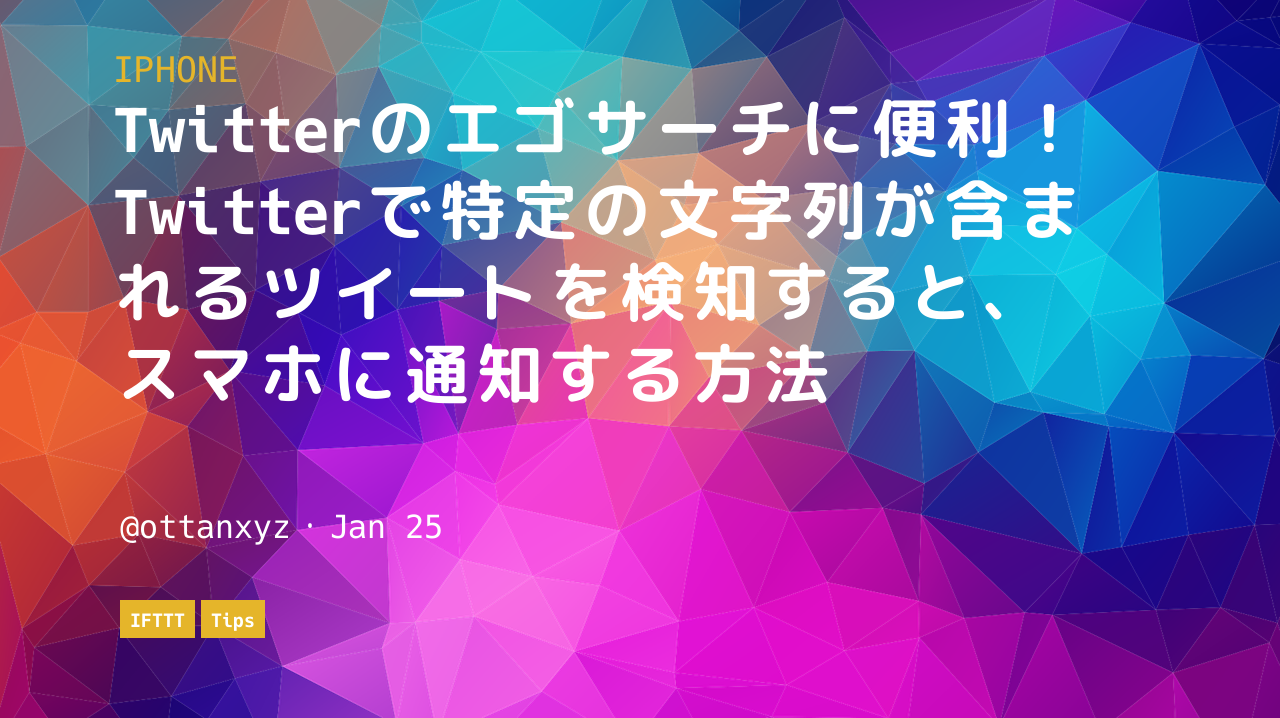 IPHONE
Twitterのエゴサーチに便利！
Twitterで特定の文字列が含ま
れるツイートを検知すると、
スマホに通知する方法
@ottanxyz · Jan 25
IFTTT Tips